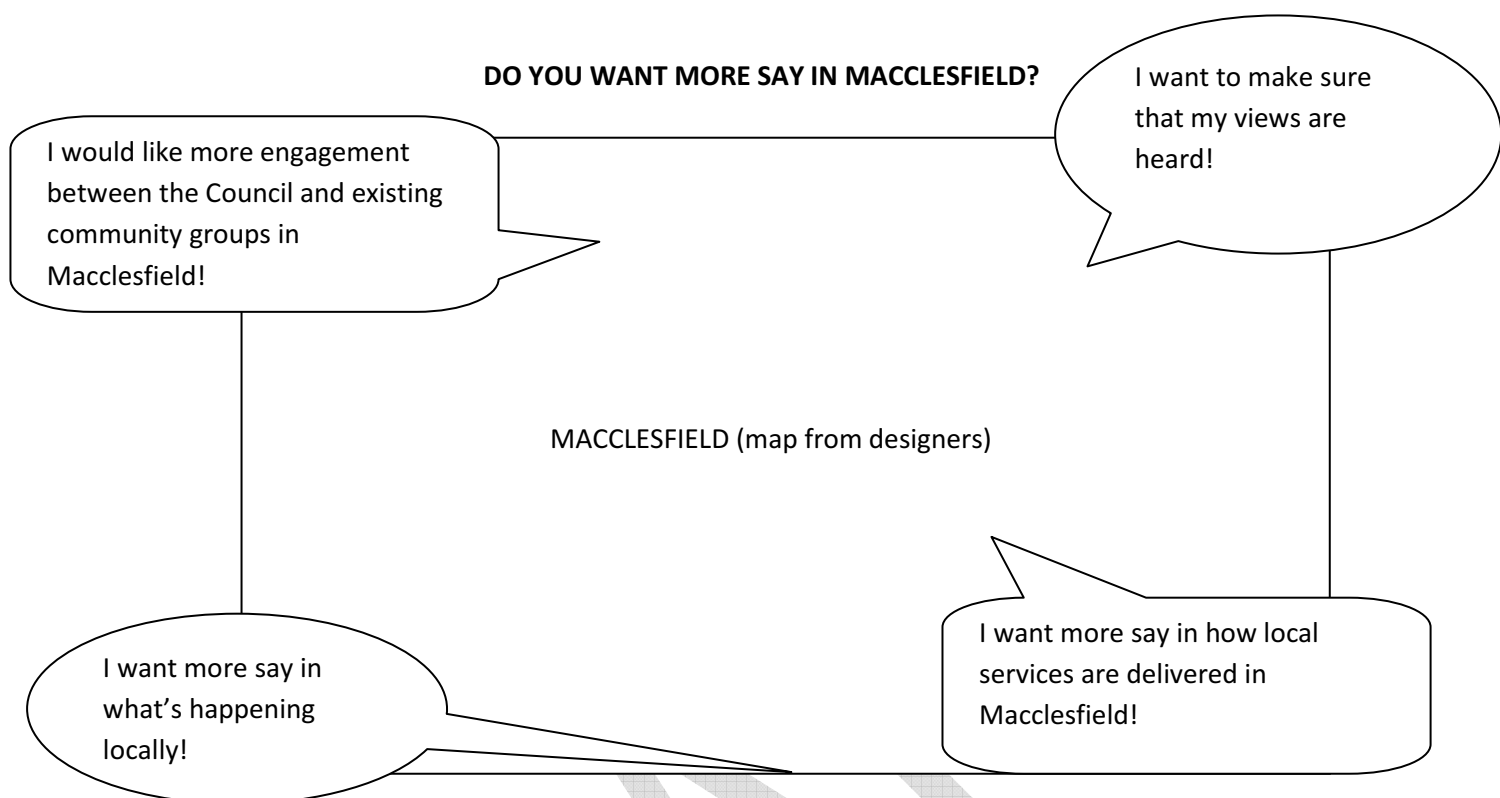 DO YOU WANT MORE SAY IN MACCLESFIELD?
I would like more engagement
between the Council and existing
community groups in
Macclesfield!
I want to make sure
that my views are
heard!
MACCLESFIELD (map from designers)
I want more say in
what’s happening
locally!
I want more say in how local
services are delivered in
Macclesfield!